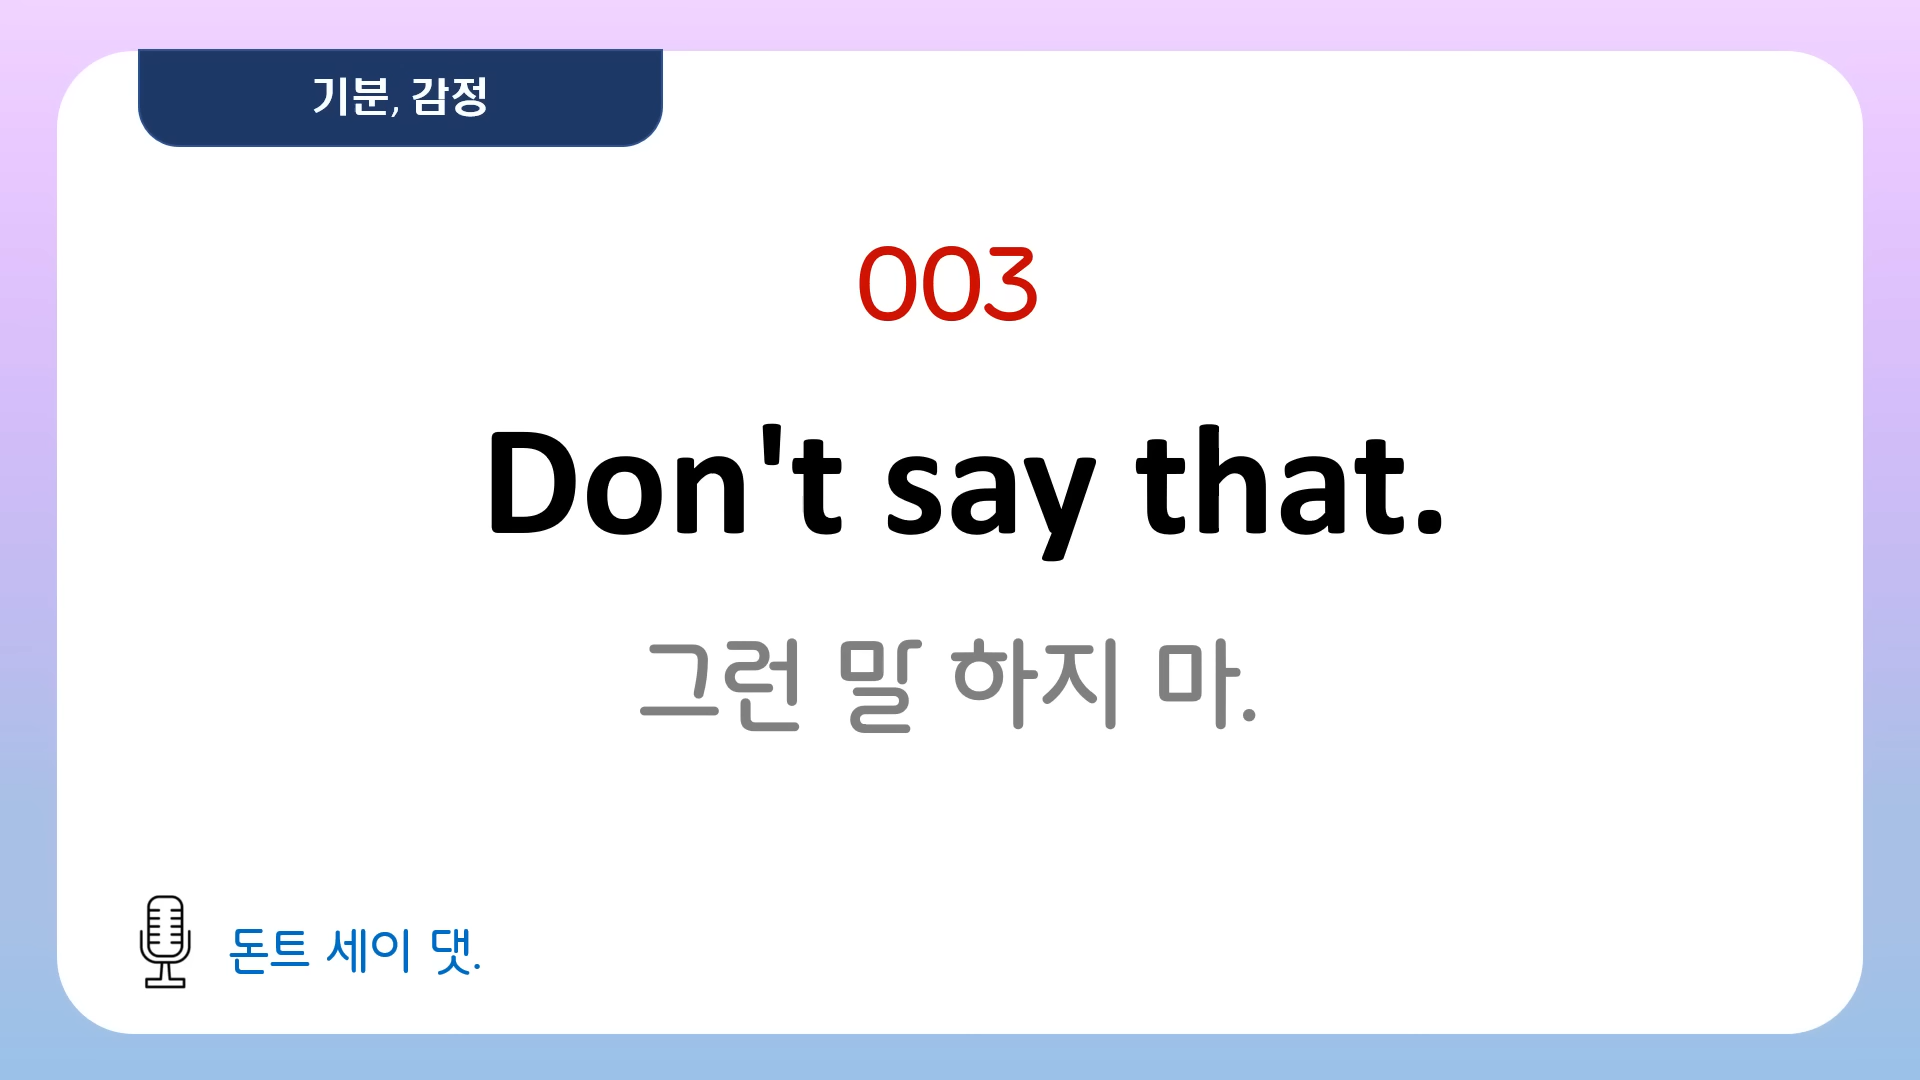 기분, 감정
003
Don't say that.
그런 말 하지 마.
돈트 세이 댓.